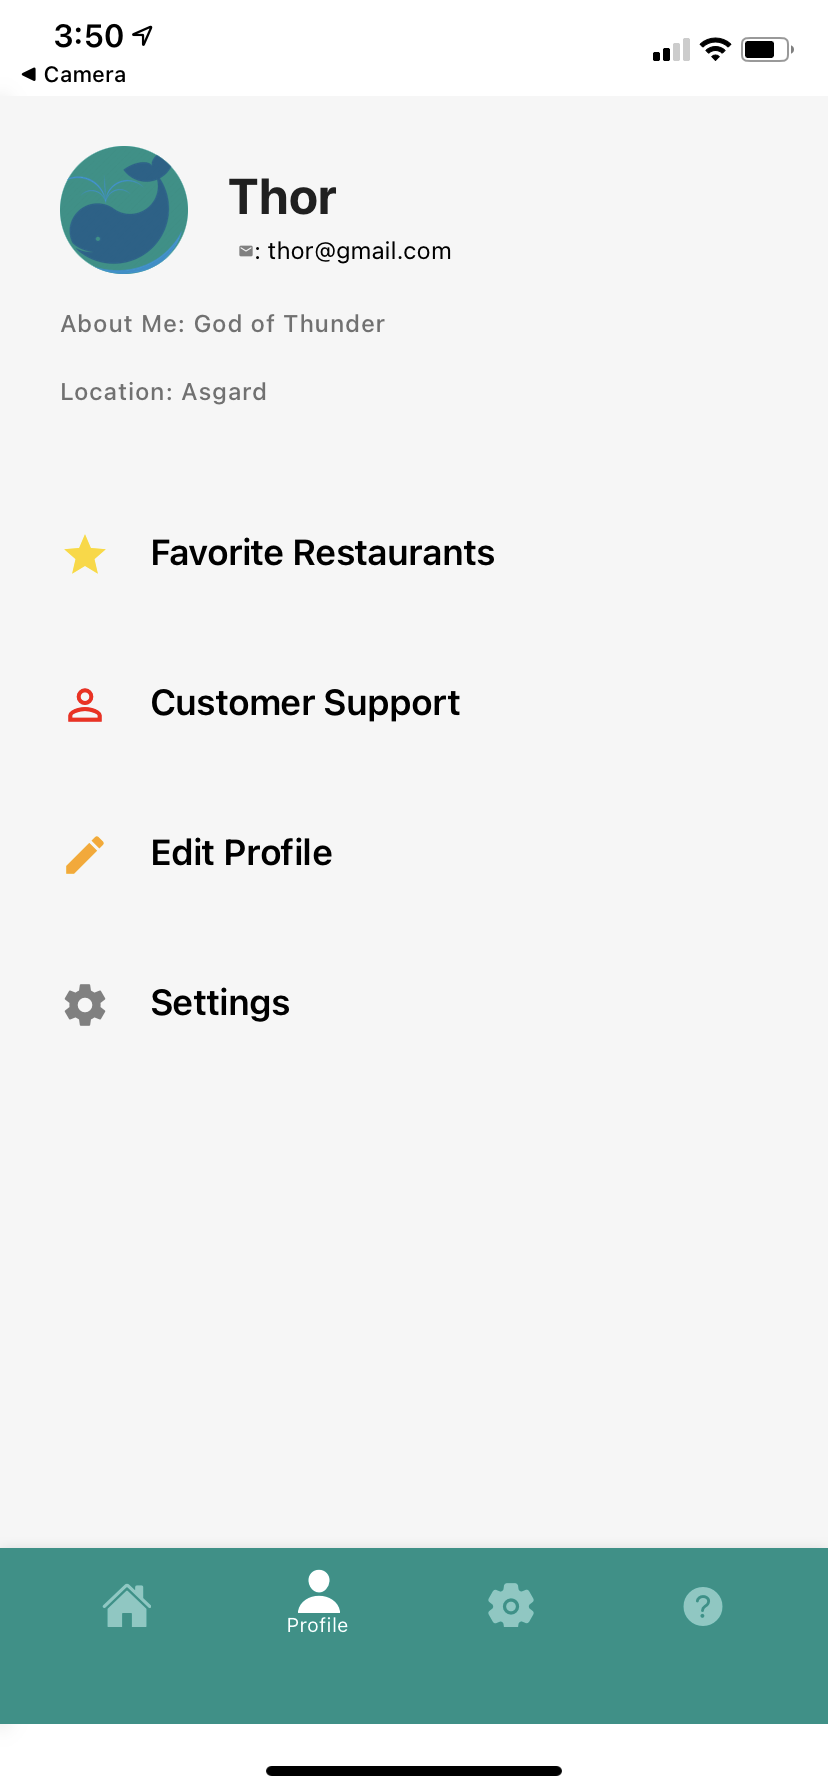 3:50
◀ Camera
Thor
: thor@gmail.com
About Me: God of Thunder
Location: Asgard
Favorite Restaurants
Customer Support
Edit Profile
Settings
Profile
?